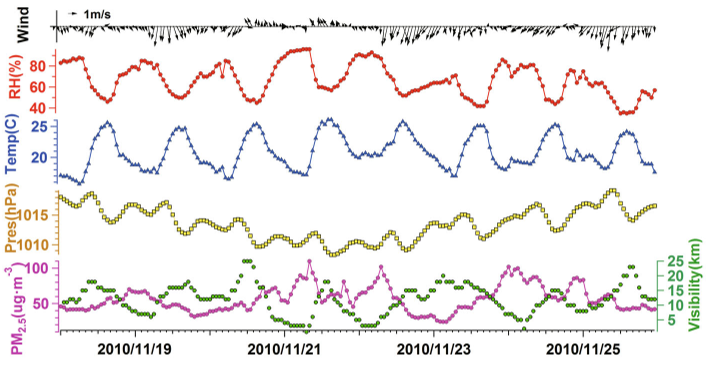 Wind
1m/s
RH(%)
80
60
40
Temp(C)
25
20
Pres(hPa)
1015
1010
PM2.5(ug·m-3)
100
50
Visibility(km)
25
20
15
10
5
2010/11/19
2010/11/21
2010/11/23
2010/11/25